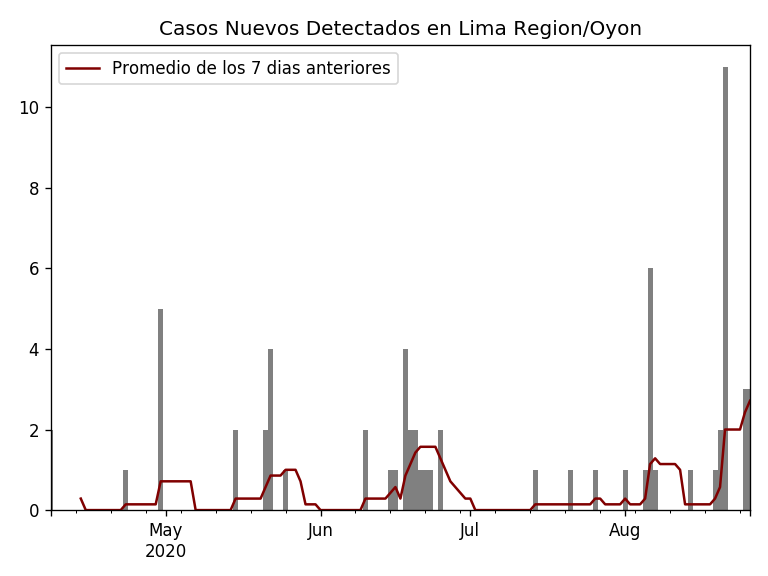 Casos Nuevos Detectados en Lima Region/Oyon
Promedio de los 7 dias anteriores
10
8
6
4
2
0
May
2020
Jun
Jul
Aug